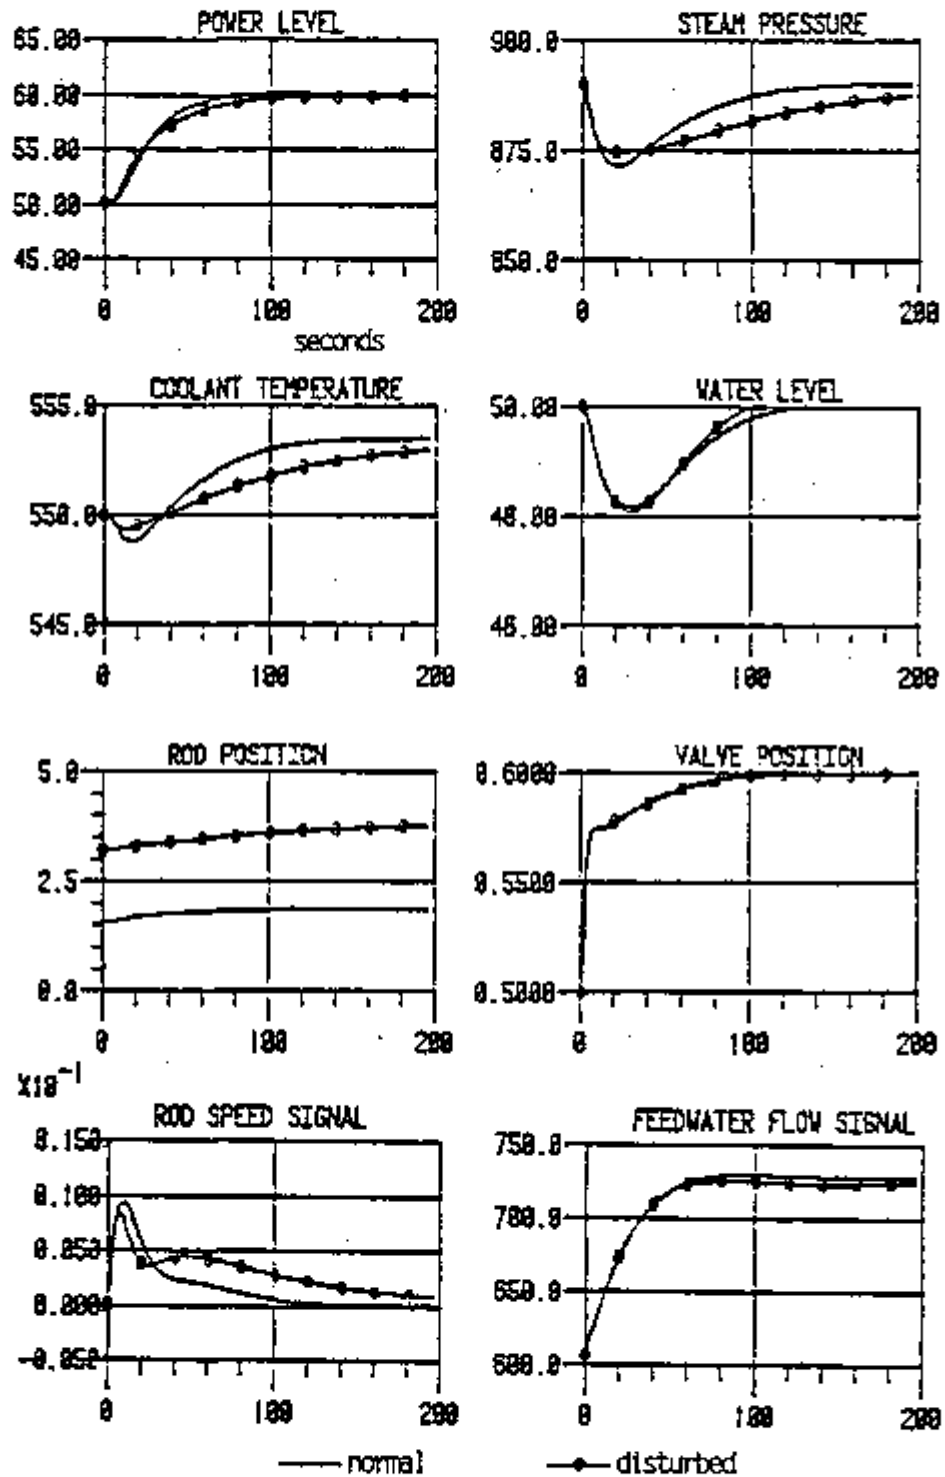 POWER LEVEL
65.00
60.00
55.00
50.00
45.00
0 100 200
seconds
STEAM PRESSURE
900.0
875.0
850.0
0 100 200
COOLANT TEMPERATURE
555.0
550.0
545.0
0 100 200
WATER LEVEL
50.00
48.00
46.00
0 100 200
ROD POSITION
5.0
2.5
0.0
0 100 200
VALVE POSITION
0.6000
0.5500
0.5000
0 100 200
X10⁻¹
ROD SPEED SIGNAL
0.150
0.100
0.050
0.000
-0.050
0 100 200
FEEDWATER FLOW SIGNAL
750.0
700.0
650.0
600.0
0 100 200
normal disturbed